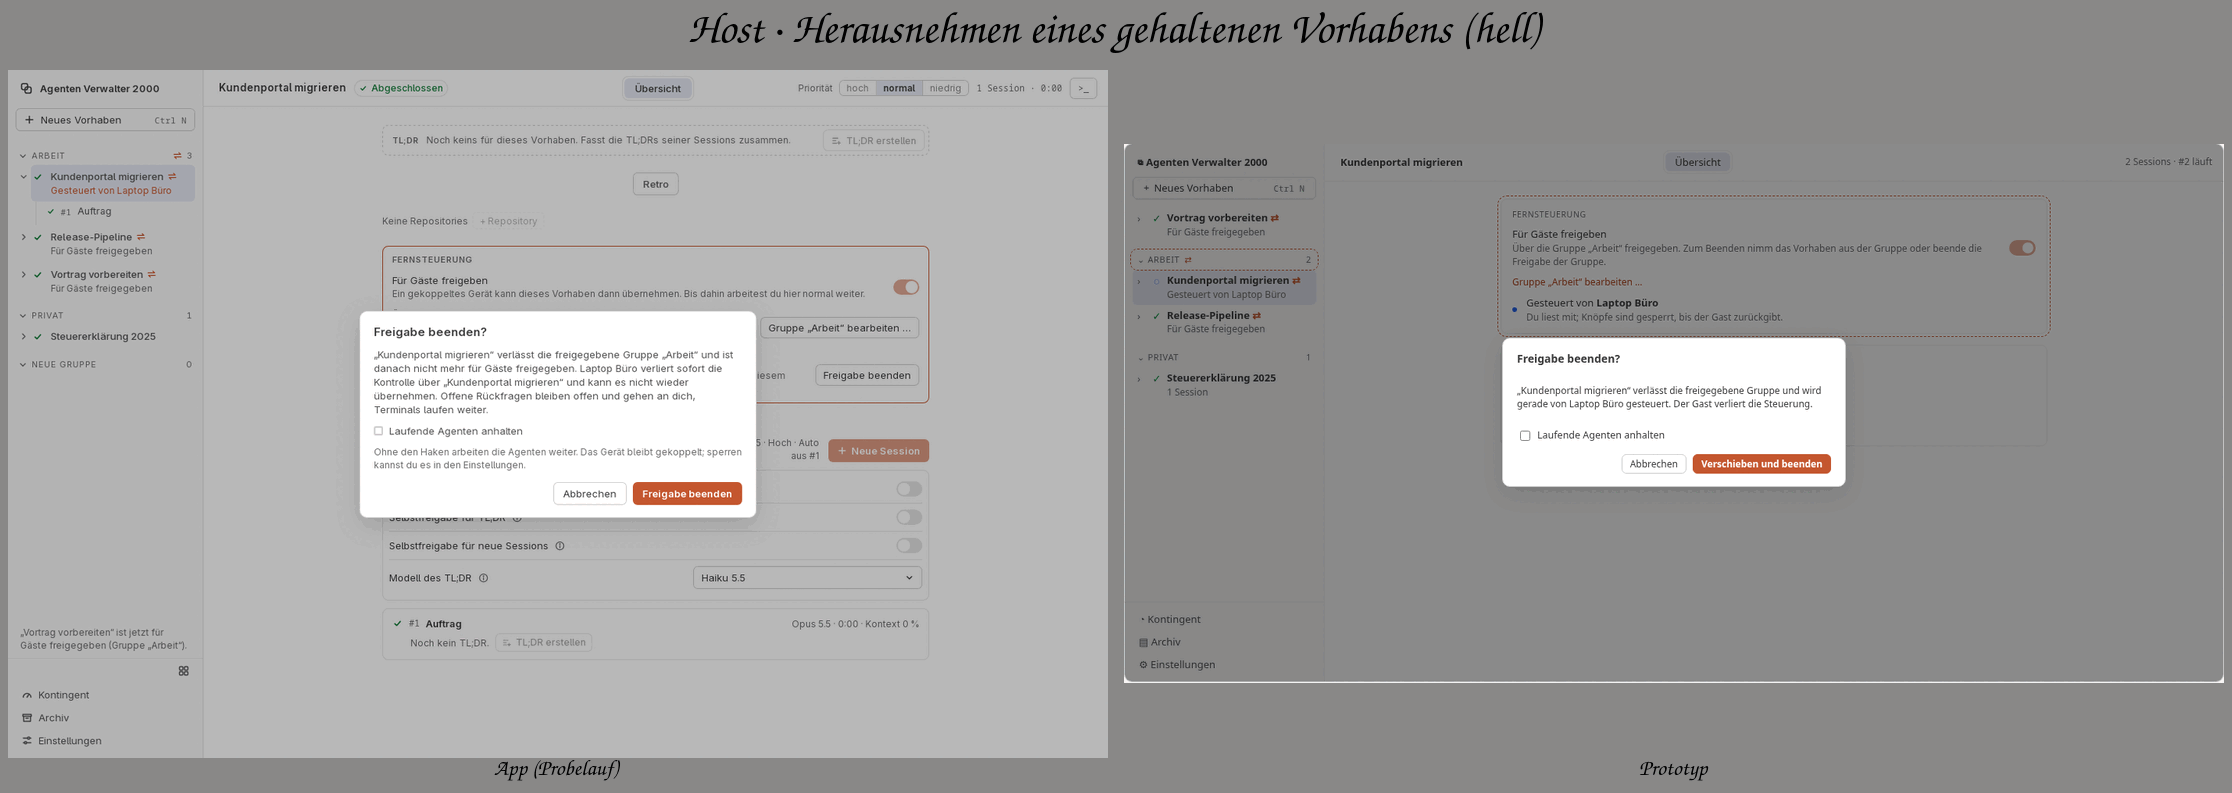 Host · Herausnehmen eines gehaltenen Vorhabens (hell)
Agenten Verwalter 2000
+ Neues Vorhaben Ctrl N
ARBEIT 3
Kundenportal migrieren
Gesteuert von Laptop Büro
#1 Auftrag
Release-Pipeline
Für Gäste freigegeben
Vortrag vorbereiten
Für Gäste freigegeben
PRIVAT 1
Steuererklärung 2025
NEUE GRUPPE 0
„Vortrag vorbereiten“ ist jetzt für
Gäste freigegeben (Gruppe „Arbeit“).
Kontingent
Archiv
Einstellungen
Kundenportal migrieren Abgeschlossen Übersicht Priorität hoch normal niedrig 1 Session · 0:00 >_
TL;DR Noch keins für dieses Vorhaben. Fasst die TL;DRs seiner Sessions zusammen. TL;DR erstellen
Retro
Keine Repositories + Repository
FERNSTEUERUNG
Für Gäste freigeben
Ein gekoppeltes Gerät kann dieses Vorhaben dann übernehmen. Bis dahin arbeitest du hier normal weiter.
Gruppe „Arbeit“ bearbeiten …
iesem Freigabe beenden
Freigabe beenden?
„Kundenportal migrieren“ verlässt die freigegebene Gruppe „Arbeit“ und ist
danach nicht mehr für Gäste freigegeben. Laptop Büro verliert sofort die
Kontrolle über „Kundenportal migrieren“ und kann es nicht wieder
übernehmen. Offene Rückfragen bleiben offen und gehen an dich,
Terminals laufen weiter.
Laufende Agenten anhalten
Ohne den Haken arbeiten die Agenten weiter. Das Gerät bleibt gekoppelt; sperren
kannst du es in den Einstellungen.
Abbrechen Freigabe beenden
5 · Hoch · Auto
aus #1
+ Neue Session
Selbstfreigabe für TL;DR
Selbstfreigabe für neue Sessions
Modell des TL;DR Haiku 5.5
#1 Auftrag Opus 5.5 · 0:00 · Kontext 0 %
Noch kein TL;DR. TL;DR erstellen
App (Probelauf)
Agenten Verwalter 2000
+ Neues Vorhaben Ctrl N
Vortrag vorbereiten
Für Gäste freigegeben
ARBEIT 2
Kundenportal migrieren
Gesteuert von Laptop Büro
Release-Pipeline
Für Gäste freigegeben
PRIVAT 1
Steuererklärung 2025
1 Session
Kontingent
Archiv
Einstellungen
Kundenportal migrieren Übersicht 2 Sessions · #2 läuft
FERNSTEUERUNG
Für Gäste freigeben
Über die Gruppe „Arbeit“ freigegeben. Zum Beenden nimm das Vorhaben aus der Gruppe oder beende die
Freigabe der Gruppe.
Gruppe „Arbeit“ bearbeiten …
Gesteuert von Laptop Büro
Du liest mit; Knöpfe sind gesperrt, bis der Gast zurückgibt.
Freigabe beenden?
„Kundenportal migrieren“ verlässt die freigegebene Gruppe und wird
gerade von Laptop Büro gesteuert. Der Gast verliert die Steuerung.
Laufende Agenten anhalten
Abbrechen Verschieben und beenden
Prototyp